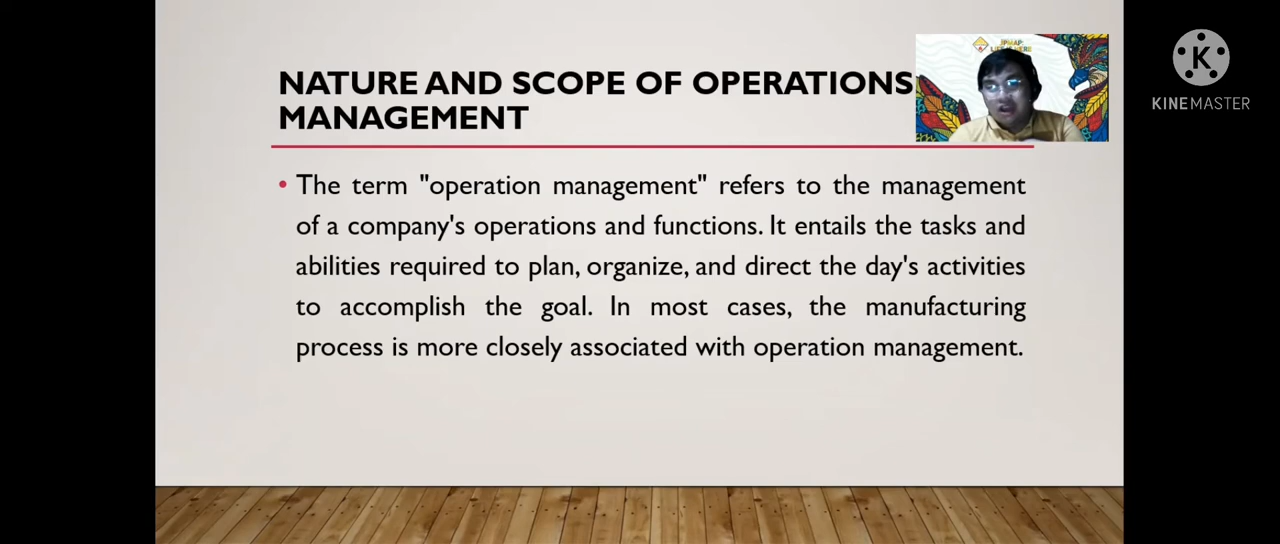 NATURE AND SCOPE OF OPERATIONS
MANAGEMENT
• The term "operation management" refers to the management
of a company's operations and functions. It entails the tasks and
abilities required to plan, organize, and direct the day's activities
to accomplish the goal. In most cases, the manufacturing
process is more closely associated with operation management.
K
KINEMASTER